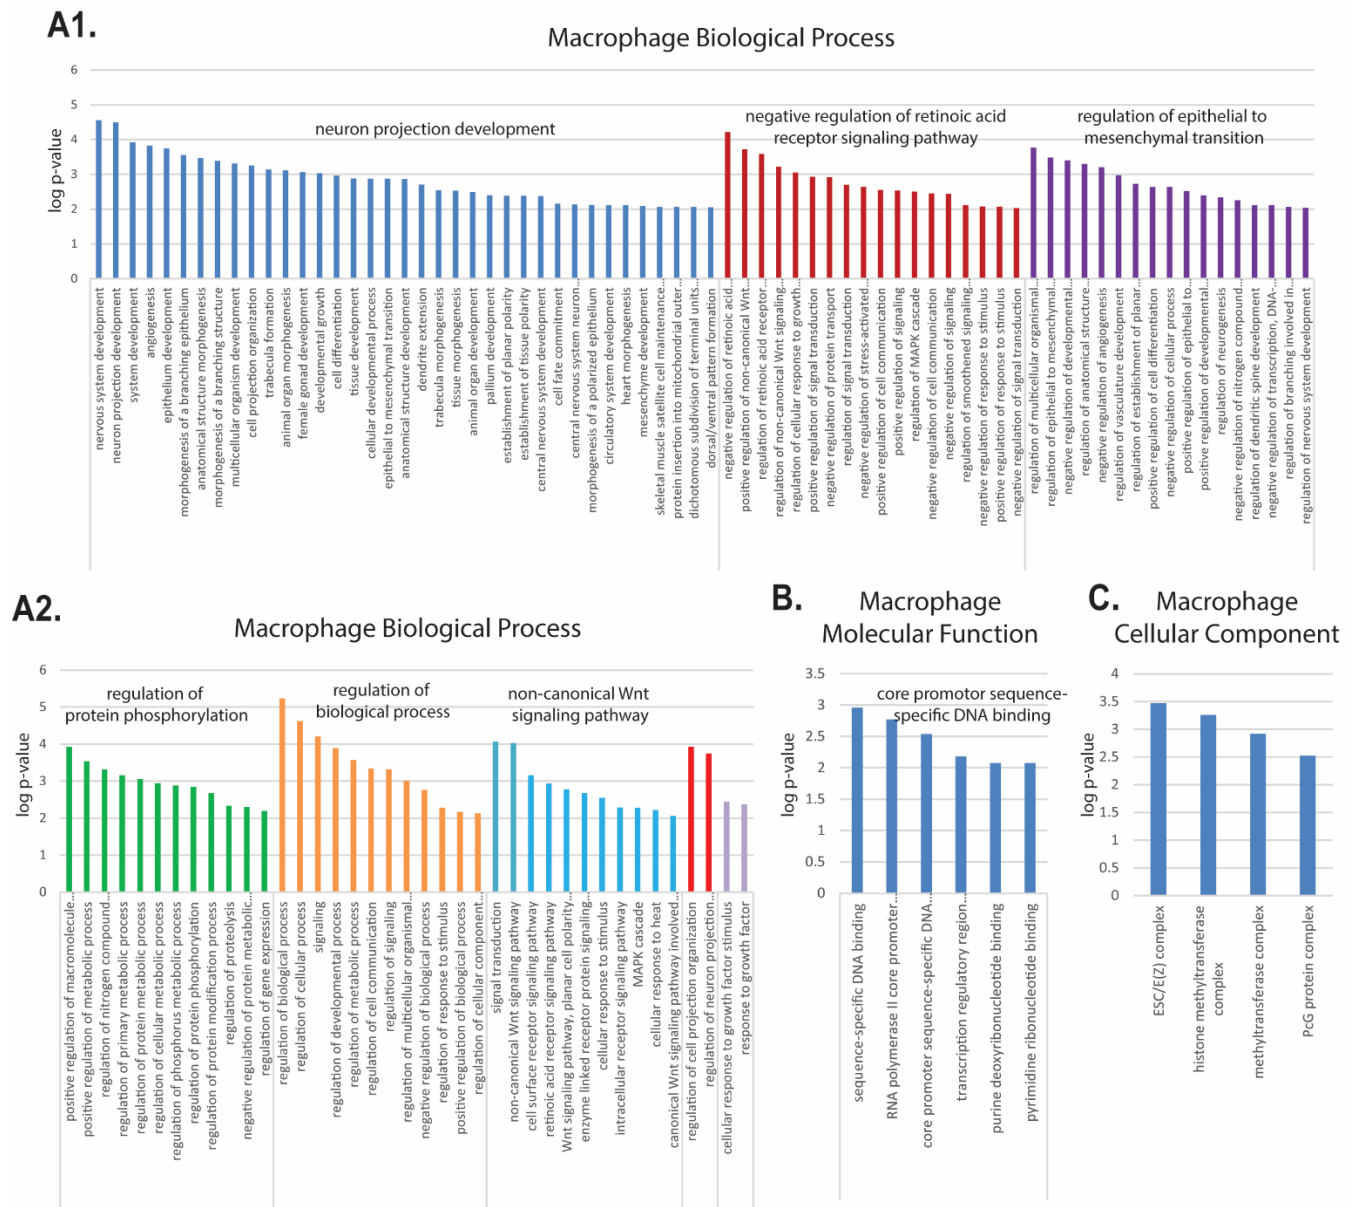 A1.
Macrophage Biological Process
6
5
4
3
2
1
0
log p-value
neuron projection development
negative regulation of retinoic acid
receptor signaling pathway
regulation of epithelial to
mesenchymal transition
nervous system development
neuron projection development
system development
angiogenesis
epithelium development
morphogenesis of a branching epithelium
anatomical structure morphogenesis
morphogenesis of a branching structure
multicellular organism development
cell projection organization
trabecula formation
animal organ morphogenesis
female gonad development
developmental growth
cell differentiation
tissue development
cellular developmental process
epithelial to mesenchymal transition
anatomical structure development
dendrite extension
trabecula morphogenesis
tissue morphogenesis
animal organ development
pallium development
establishment of planar polarity
establishment of tissue polarity
central nervous system development
cell fate commitment
central nervous system neuron...
morphogenesis of a polarized epithelium
circulatory system development
heart morphogenesis
mesenchyme development
skeletal muscle satellite cell maintenance...
protein insertion into mitochondrial outer...
dichotomous subdivision of terminal units...
dorsal/ventral pattern formation
negative regulation of retinoic acid...
positive regulation of non-canonical Wnt...
regulation of retinoic acid receptor...
regulation of non-canonical Wnt signaling...
regulation of cellular response to growth...
positive regulation of signal transduction
negative regulation of protein transport
regulation of signal transduction
negative regulation of stress-activated...
positive regulation of cell communication
positive regulation of signaling
regulation of MAPK cascade
negative regulation of cell communication
negative regulation of signaling
regulation of smoothened signaling...
negative regulation of response to stimulus
positive regulation of response to stimulus
negative regulation of signal transduction
regulation of multicellular organismal...
regulation of epithelial to mesenchymal...
negative regulation of developmental...
regulation of anatomical structure...
negative regulation of angiogenesis
regulation of vasculature development
regulation of establishment of planar...
positive regulation of cell differentiation
negative regulation of cellular process
positive regulation of epithelial to...
positive regulation of developmental...
regulation of neurogenesis
negative regulation of nitrogen compound...
regulation of dendritic spine development
negative regulation of transcription, DNA-...
regulation of branching involved in...
regulation of nervous system development
A2.
Macrophage Biological Process
6
5
4
3
2
1
0
log p-value
regulation of
protein phosphorylation
regulation of
biological process
non-canonical Wnt
signaling pathway
positive regulation of macromolecule...
positive regulation of metabolic process
regulation of nitrogen compound...
regulation of primary metabolic process
regulation of protein metabolic process
regulation of cellular metabolic process
regulation of phosphorus metabolic process
regulation of protein phosphorylation
regulation of protein modification process
regulation of proteolysis
negative regulation of protein metabolic...
regulation of gene expression
regulation of biological process
regulation of cellular process
signaling
regulation of developmental process
regulation of metabolic process
regulation of cell communication
regulation of signaling
regulation of multicellular organismal...
negative regulation of biological process
regulation of response to stimulus
positive regulation of biological process
regulation of cellular component...
signal transduction
non-canonical Wnt signaling pathway
cell surface receptor signaling pathway
retinoic acid receptor signaling pathway
Wnt signaling pathway, planar cell polarity...
enzyme linked receptor protein signaling...
cellular response to stimulus
intracellular receptor signaling pathway
MAPK cascade
cellular response to heat
canonical Wnt signaling pathway involved...
regulation of cell projection organization
regulation of neuron projection...
cellular response to growth factor stimulus
response to growth factor
B.
Macrophage
Molecular Function
3.5
3
2.5
2
1.5
1
0.5
0
log p-value
core promotor sequence-
specific DNA binding
sequence-specific DNA binding
RNA polymerase II core promoter...
core promoter sequence-specific DNA...
transcription regulatory region...
purine deoxyribonucleotide binding
pyrimidine ribonucleotide binding
C.
Macrophage
Cellular Component
4
3.5
3
2.5
2
1.5
1
0.5
0
log p-value
ESC/E(Z) complex
histone methyltransferase
complex
methyltransferase complex
PcG protein complex